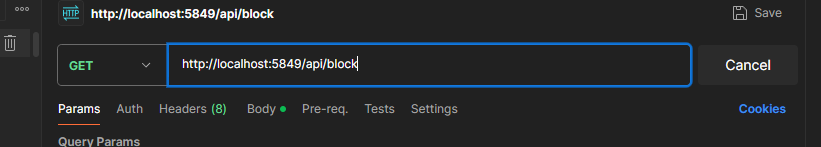 HTTP http://localhost:5849/api/block Save
GET http://localhost:5849/api/block Cancel
Params Auth Headers (8) Body Pre-req. Tests Settings Cookies
Query Params